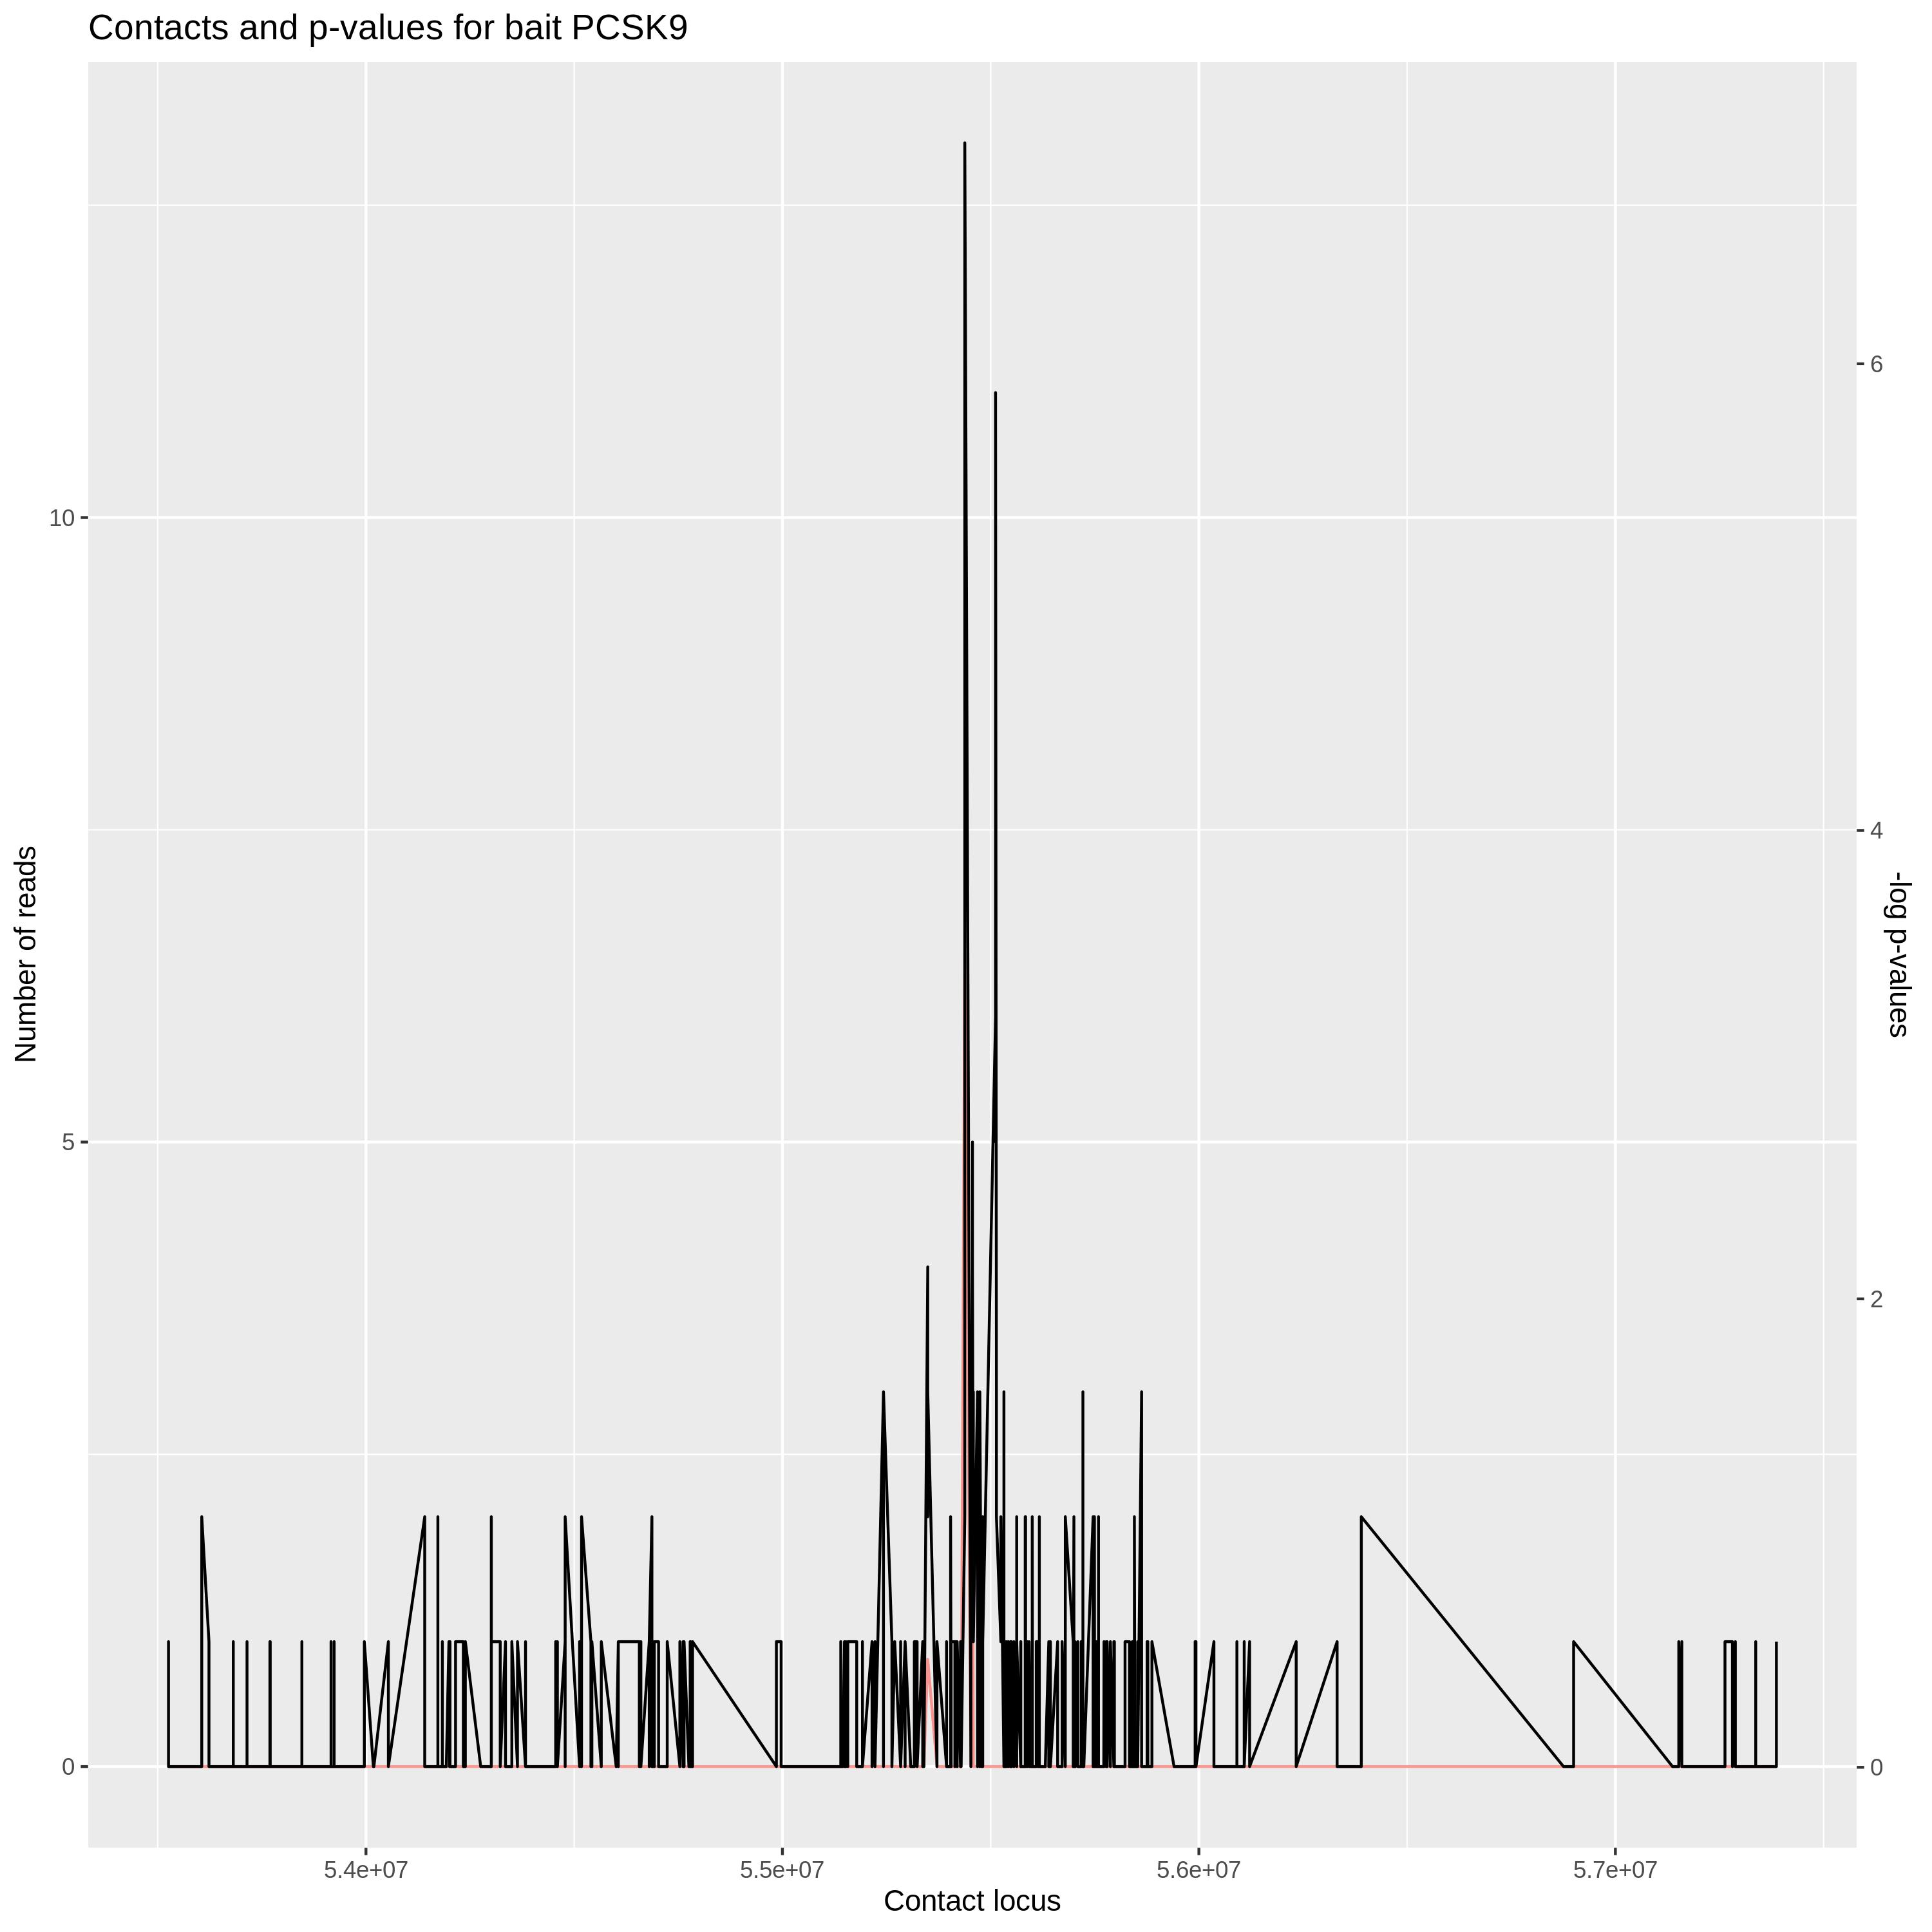 Contacts and p-values for bait PCSK9
Number of reads
10
5
0
6
4
2
0
-log p-values
5.4e+07
5.5e+07
5.6e+07
5.7e+07
Contact locus